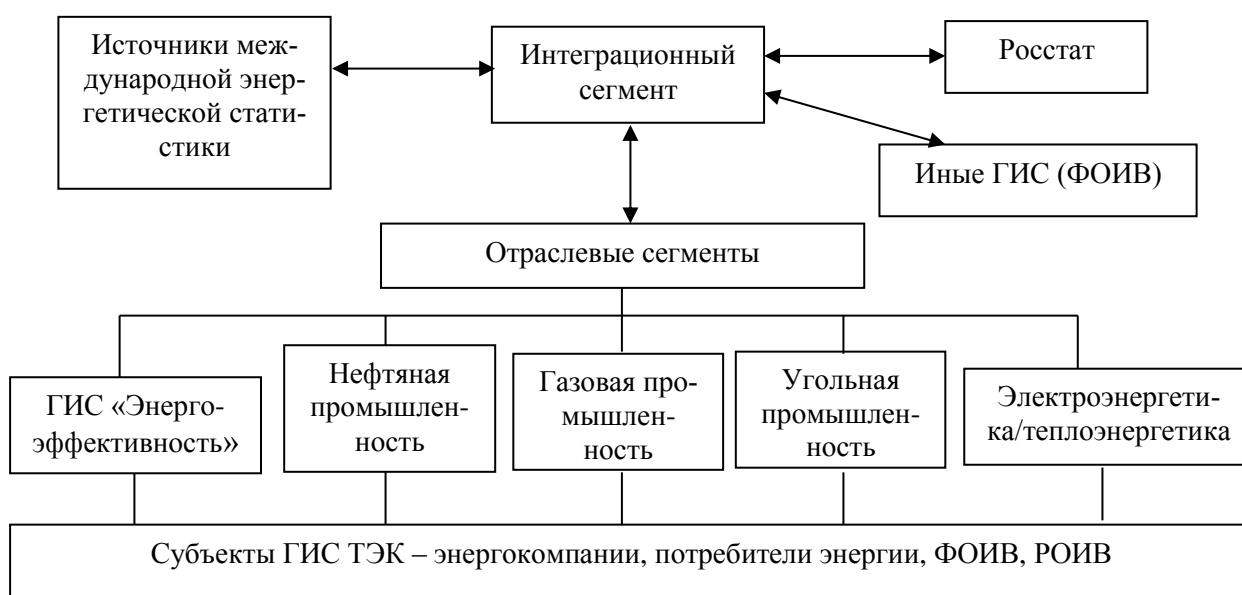 Источники меж-
дународной энер-
гетической стати-
стики
Интеграционный
сегмент
Росстат
Иные ГИС (ФОИВ)
Отраслевые сегменты
ГИС «Энерго-
эффективность»
Нефтяная
промышлен-
ность
Газовая про-
мышлен-
ность
Угольная
промышлен-
ность
Электроэнергети-
ка/теплоэнергетика
Субъекты ГИС ТЭК – энергокомпании, потребители энергии, ФОИВ, РОИВ